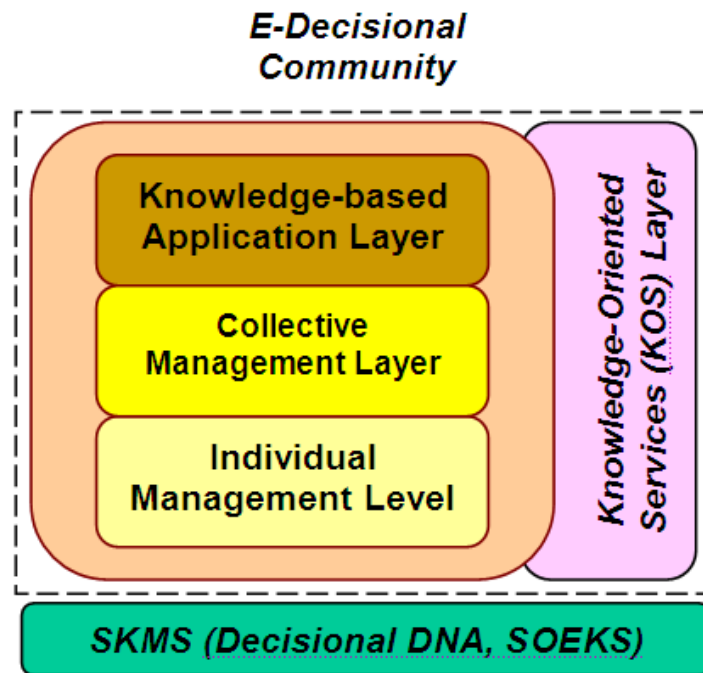 E-Decisional
Community
Knowledge-based
Application Layer
Collective
Management Layer
Individual
Management Level
Knowledge-Oriented
Services (KOS) Layer
SKMS (Decisional DNA, SOEKS)